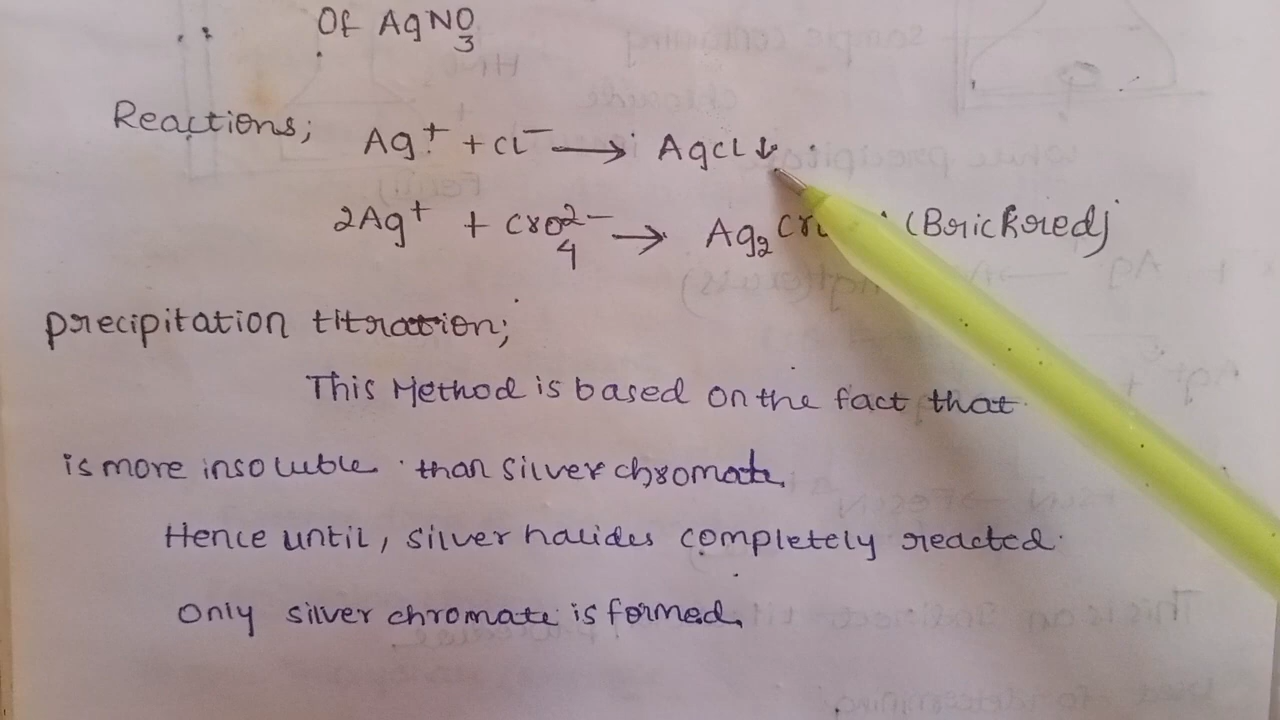 Of AgNO3
Reactions; Ag+ + Cl- → AgCl↓
2Ag+ + CrO4^2- → Ag2Cr (Brickred)
precipitation titration;
This Method is based on the fact that
is more insoluble than silver chromate.
Hence until, silver halides completely reacted
Only silver chromate is formed.